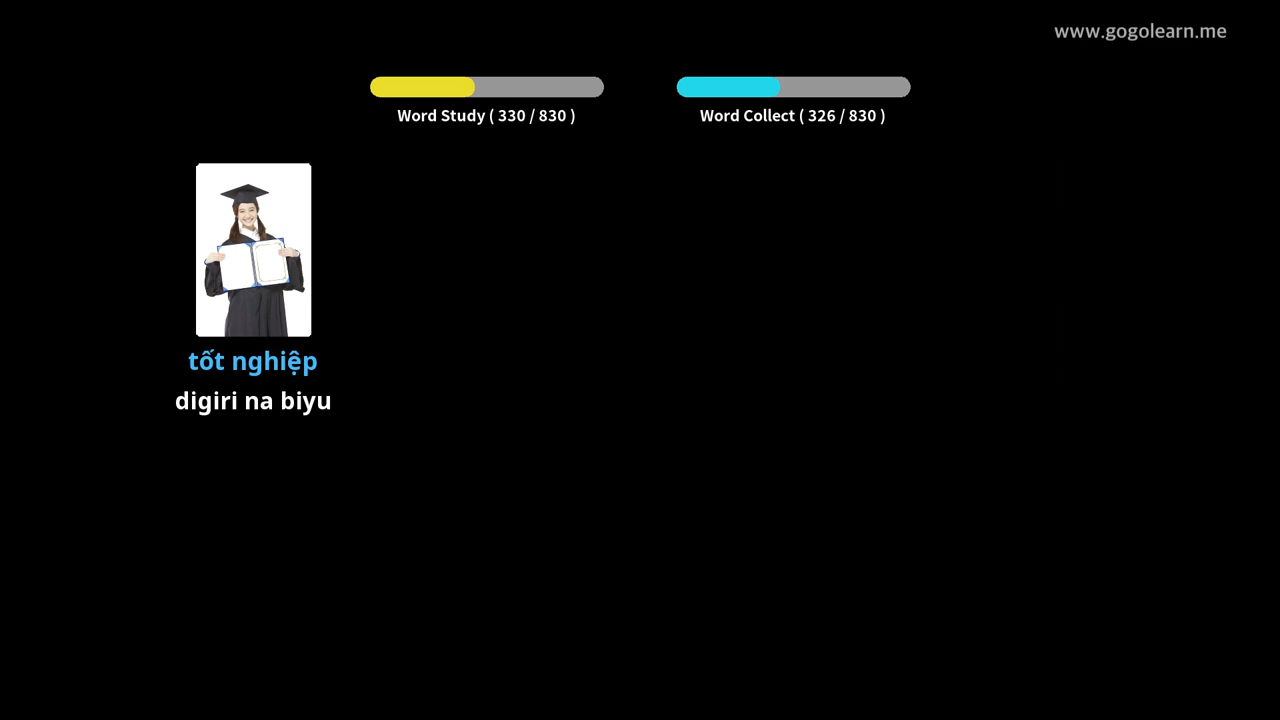 www.gogolearn.me
Word Study ( 330 / 830 )
Word Collect ( 326 / 830 )
tốt nghiệp
digiri na biyu